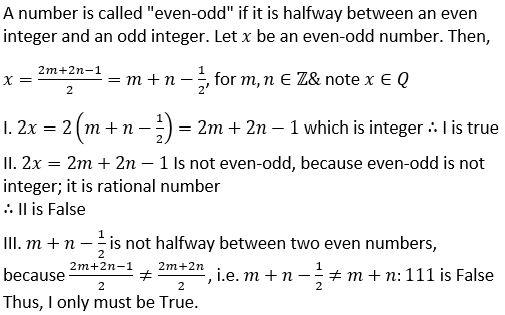 A number is called "even-odd" if it is halfway between an even
integer and an odd integer. Let x be an even-odd number. Then,
x = (2m+2n−1)/2 = m + n − 1/2, for m, n ∈ ℤ& note x ∈ Q
I. 2x = 2(m + n − 1/2) = 2m + 2n − 1 which is integer ∴ I is true
II. 2x = 2m + 2n − 1 Is not even-odd, because even-odd is not
integer; it is rational number
∴ II is False
III. m + n − 1/2 is not halfway between two even numbers,
because (2m+2n−1)/2 ≠ (2m+2n)/2, i.e. m + n − 1/2 ≠ m + n: 111 is False
Thus, I only must be True.